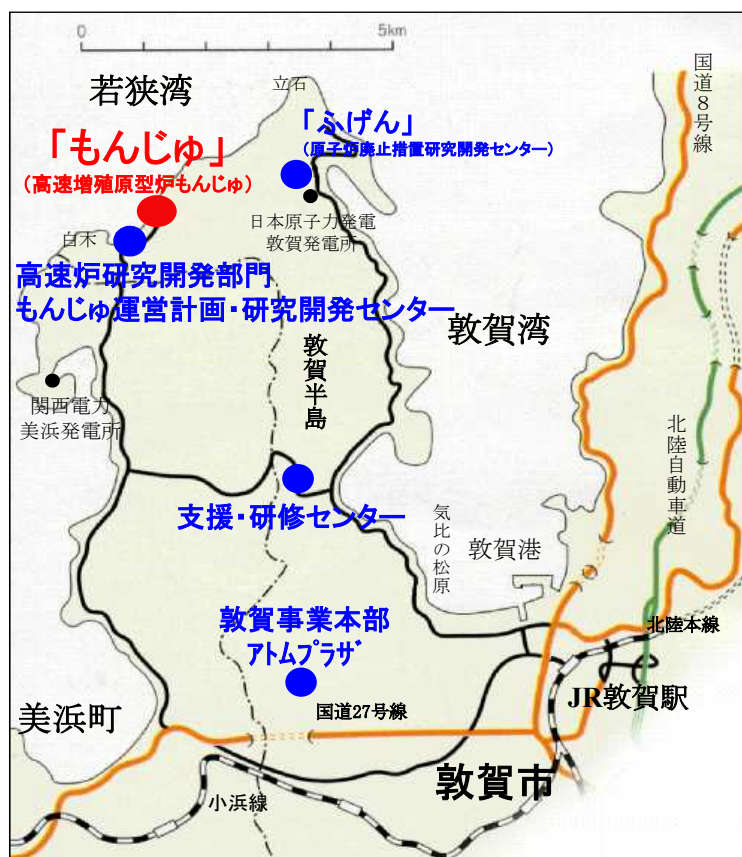 0
5km
若狭湾
立石
国道8号線
「ふげん」
(原子炉廃止措置研究開発センター)
「もんじゅ」
(高速増殖原型炉もんじゅ)
日本原子力発電
敦賀発電所
白木
高速炉研究開発部門
もんじゅ運営計画・研究開発センター
敦賀湾
敦賀半島
関西電力
美浜発電所
北陸自動車道
支援・研修センター
気比の松原
敦賀港
敦賀事業本部
アトムプラザ
北陸本線
JR敦賀駅
国道27号線
美浜町
敦賀市
小浜線